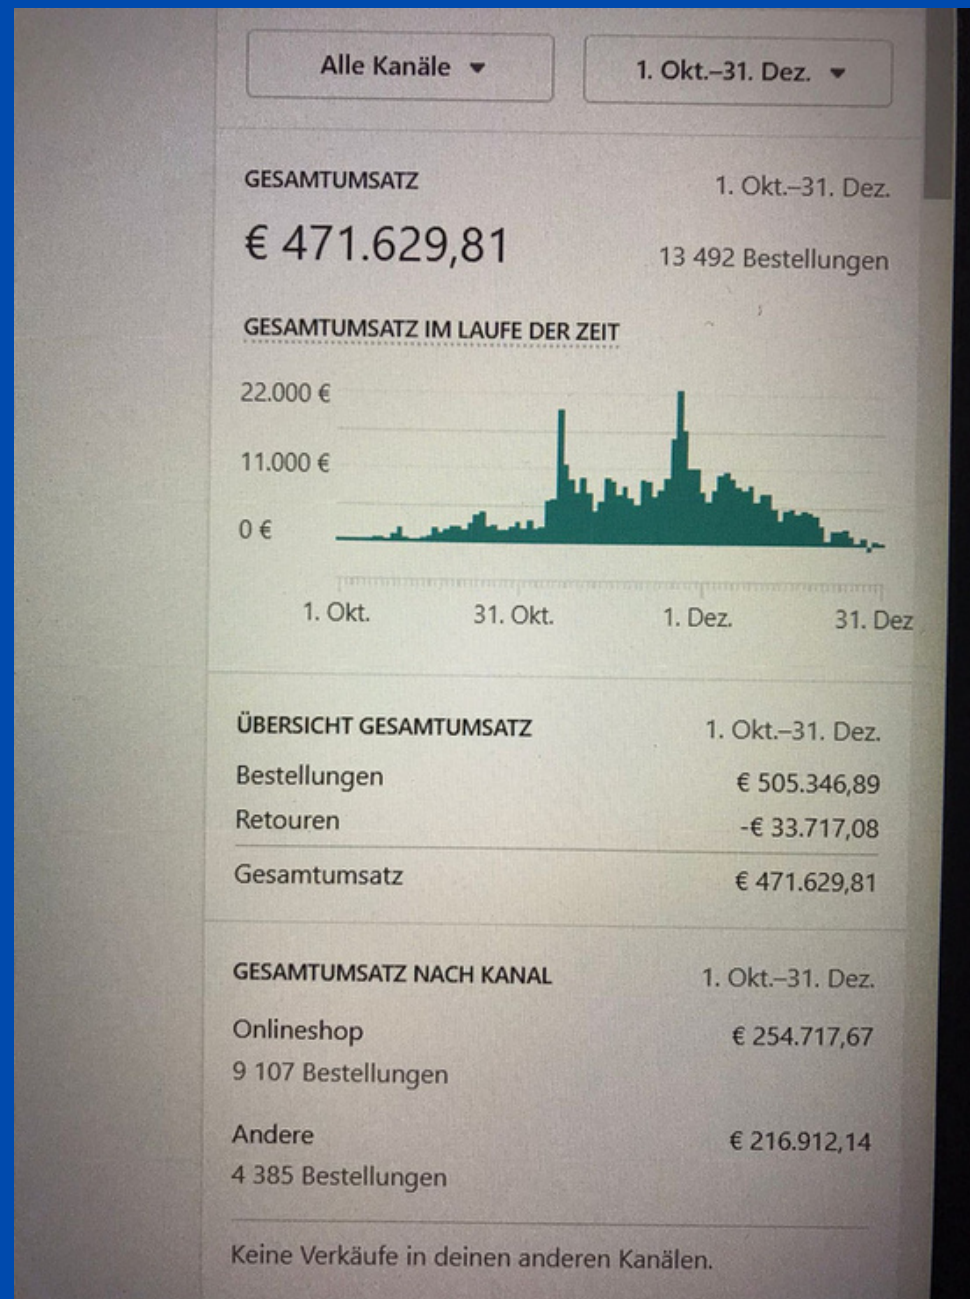 Alle Kanäle
1. Okt.–31. Dez.
GESAMTUMSATZ 1. Okt.–31. Dez.
€ 471.629,81 13 492 Bestellungen
GESAMTUMSATZ IM LAUFE DER ZEIT
22.000 €
11.000 €
0 €
1. Okt. 31. Okt. 1. Dez. 31. Dez
ÜBERSICHT GESAMTUMSATZ 1. Okt.–31. Dez.
Bestellungen € 505.346,89
Retouren -€ 33.717,08
Gesamtumsatz € 471.629,81
GESAMTUMSATZ NACH KANAL 1. Okt.–31. Dez.
Onlineshop € 254.717,67
9 107 Bestellungen
Andere € 216.912,14
4 385 Bestellungen
Keine Verkäufe in deinen anderen Kanälen.